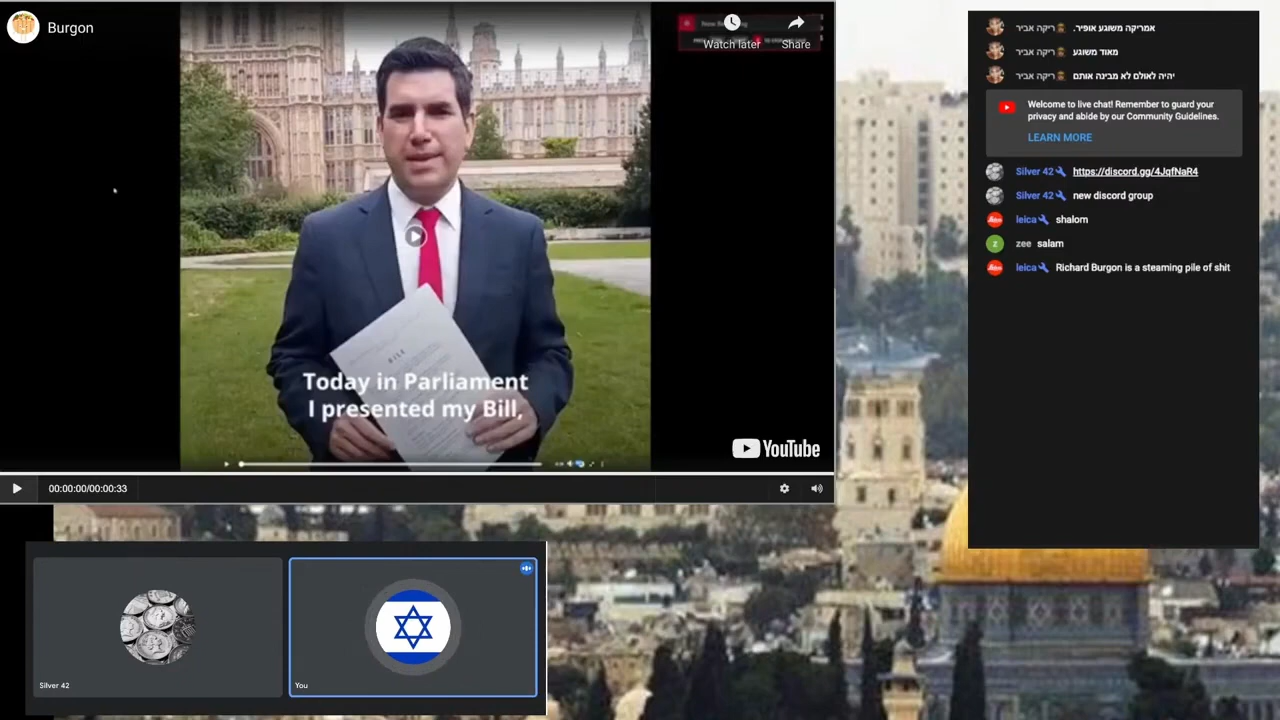 Burgon
Watch later
Share
BILL
Today in Parliament
I presented my Bill,
YouTube
00:00:00/00:00:33
Silver 42
You
ריקה אביר אמריקה משוגע אופיר.
ריקה אביר מאוד משוגע
ריקה אביר יהיה לאולם לא מבינה אותם
Welcome to live chat! Remember to guard your
privacy and abide by our Community Guidelines.
LEARN MORE
Silver 42 https://discord.gg/4JqfNaR4
Silver 42 new discord group
leica shalom
z zee salam
leica Richard Burgon is a steaming pile of shit